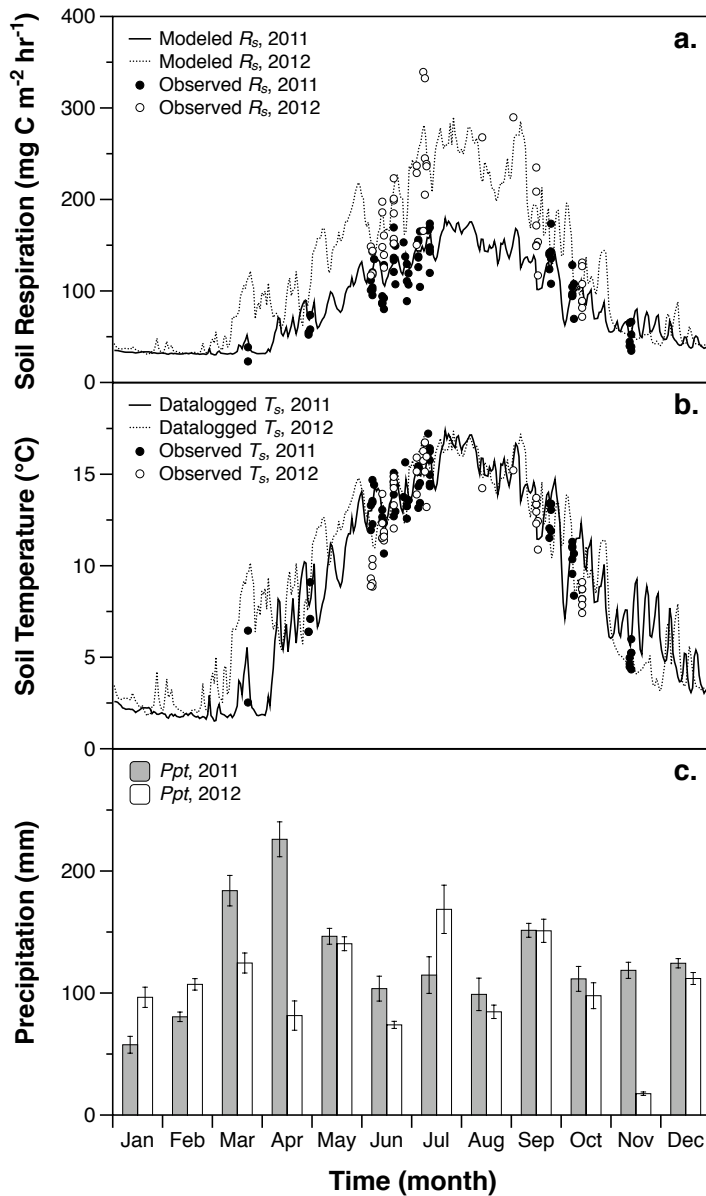 400
300
200
100
0
Soil Respiration (mg C m⁻² hr⁻¹)
a.
Modeled Rₛ, 2011
Modeled Rₛ, 2012
Observed Rₛ, 2011
Observed Rₛ, 2012
15
10
5
0
Soil Temperature (°C)
b.
Datalogged Tₛ, 2011
Datalogged Tₛ, 2012
Observed Tₛ, 2011
Observed Tₛ, 2012
200
100
0
Precipitation (mm)
c.
Ppt, 2011
Ppt, 2012
Jan Feb Mar Apr May Jun Jul Aug Sep Oct Nov Dec
Time (month)